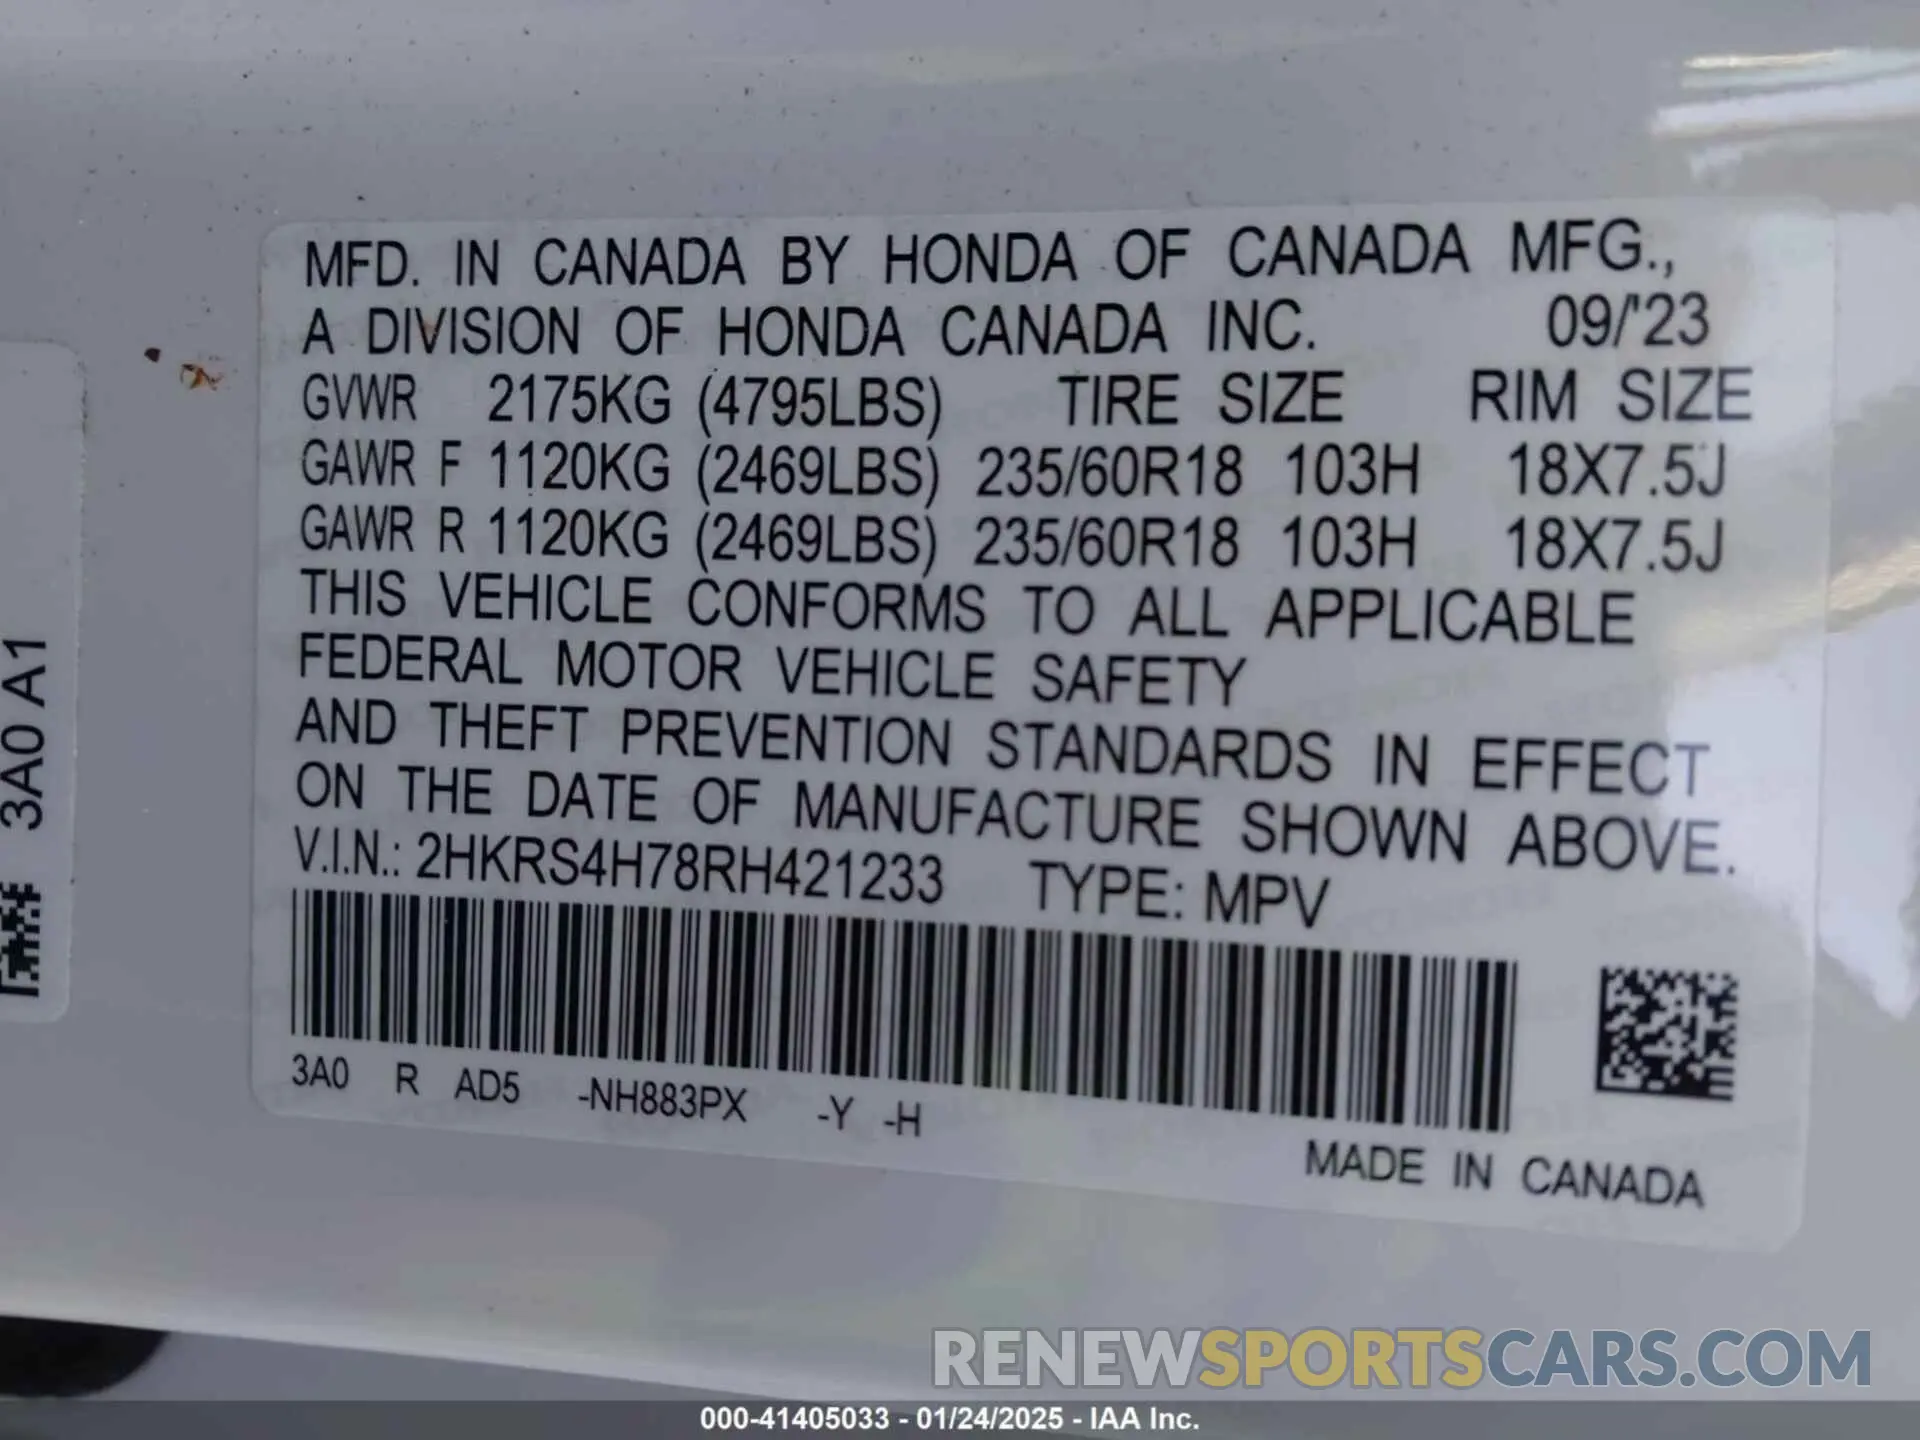 MFD. IN CANADA BY HONDA OF CANADA MFG.,
A DIVISION OF HONDA CANADA INC. 09/'23
GVWR 2175KG (4795LBS) TIRE SIZE RIM SIZE
GAWR F 1120KG (2469LBS) 235/60R18 103H 18X7.5J
GAWR R 1120KG (2469LBS) 235/60R18 103H 18X7.5J
THIS VEHICLE CONFORMS TO ALL APPLICABLE
FEDERAL MOTOR VEHICLE SAFETY
AND THEFT PREVENTION STANDARDS IN EFFECT
ON THE DATE OF MANUFACTURE SHOWN ABOVE.
V.I.N.: 2HKRS4H78RH421233 TYPE: MPV
3A0 R AD5 -NH883PX -Y -H
MADE IN CANADA
3A0 A1
RENEWSPORTSCARS.COM
000-41405033 - 01/24/2025 - IAA Inc.